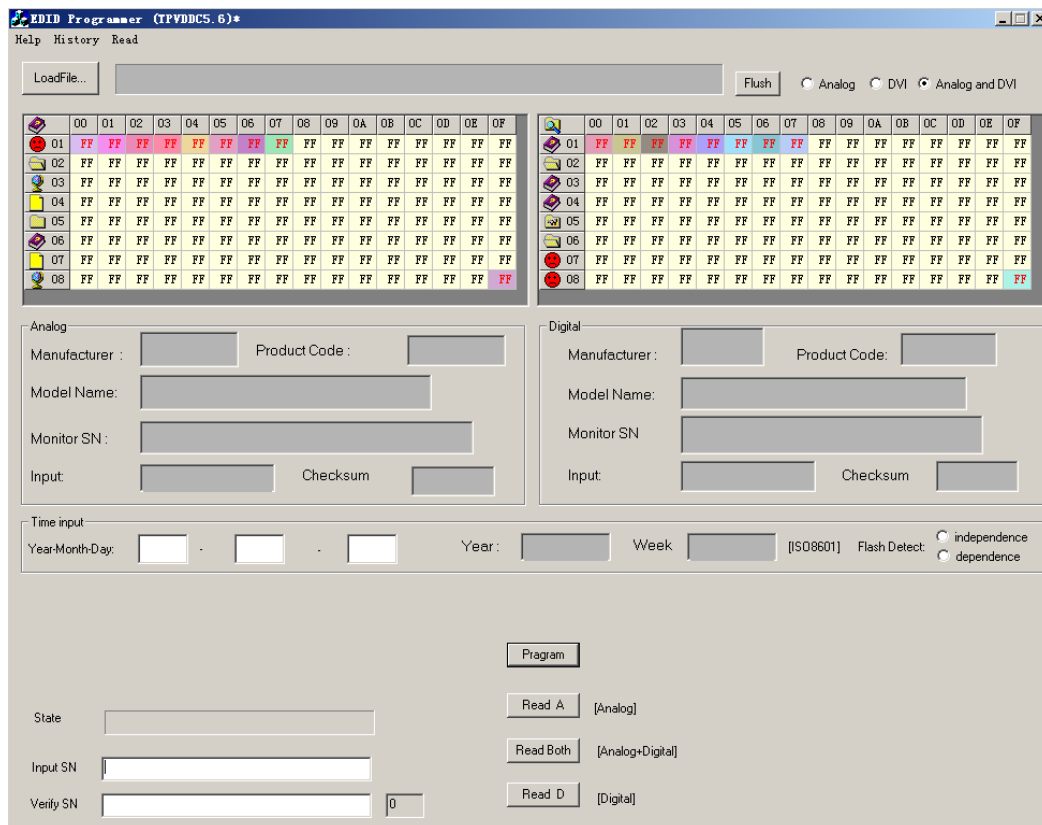 EDID Programmer (TPVDDC5.6)*
Help History Read
LoadFile... Flush Analog DVI Analog and DVI
00 01 02 03 04 05 06 07 08 09 0A 0B 0C 0D 0E 0F 00 01 02 03 04 05 06 07 08 09 0A 0B 0C 0D 0E 0F
01 FF FF FF FF FF FF FF FF FF FF FF FF FF FF FF FF 01 FF FF FF FF FF FF FF FF FF FF FF FF FF FF FF FF
02 FF FF FF FF FF FF FF FF FF FF FF FF FF FF FF FF 02 FF FF FF FF FF FF FF FF FF FF FF FF FF FF FF FF
03 FF FF FF FF FF FF FF FF FF FF FF FF FF FF FF FF 03 FF FF FF FF FF FF FF FF FF FF FF FF FF FF FF FF
04 FF FF FF FF FF FF FF FF FF FF FF FF FF FF FF FF 04 FF FF FF FF FF FF FF FF FF FF FF FF FF FF FF FF
05 FF FF FF FF FF FF FF FF FF FF FF FF FF FF FF FF 05 FF FF FF FF FF FF FF FF FF FF FF FF FF FF FF FF
06 FF FF FF FF FF FF FF FF FF FF FF FF FF FF FF FF 06 FF FF FF FF FF FF FF FF FF FF FF FF FF FF FF FF
07 FF FF FF FF FF FF FF FF FF FF FF FF FF FF FF FF 07 FF FF FF FF FF FF FF FF FF FF FF FF FF FF FF FF
08 FF FF FF FF FF FF FF FF FF FF FF FF FF FF FF FF 08 FF FF FF FF FF FF FF FF FF FF FF FF FF FF FF FF
Analog
Manufacturer : Product Code :
Model Name:
Monitor SN :
Input: Checksum
Digital
Manufacturer : Product Code:
Model Name:
Monitor SN
Input: Checksum
Time input
Year-Month-Day: - - Year : Week [ISO8601] Flash Detect: independence
dependence
Pragram
Read A [Analog]
State
Read Both [Analog+Digital]
Input SN
Read D [Digital]
Verify SN 0